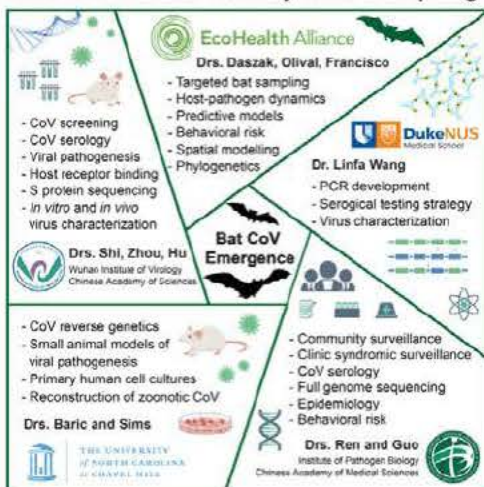 EcoHealth Alliance
Drs. Daszak, Olival, Francisco
- Targeted bat sampling
- Host-pathogen dynamics
- Predictive models
- Behavioral risk
- Spatial modelling
- Phylogenetics
- CoV screening
- CoV serology
- Viral pathogenesis
- Host receptor binding
- S protein sequencing
- In vitro and in vivo
virus characterization
Drs. Shi, Zhou, Hu
Wuhan Institute of Virology
Chinese Academy of Sciences
DukeNUS
Medical School
Dr. Linfa Wang
- PCR development
- Serogical testing strategy
- Virus characterization
Bat CoV
Emergence
- CoV reverse genetics
- Small animal models of
viral pathogenesis
- Primary human cell cultures
- Reconstruction of zoonotic CoV
Drs. Baric and Sims
THE UNIVERSITY
of NORTH CAROLINA
at CHAPEL HILL
- Community surveillance
- Clinic syndromic surveillance
- CoV serology
- Full genome sequencing
- Epidemiology
- Behavioral risk
Drs. Ren and Guo
Institute of Pathogen Biology
Chinese Academy of Medical Sciences